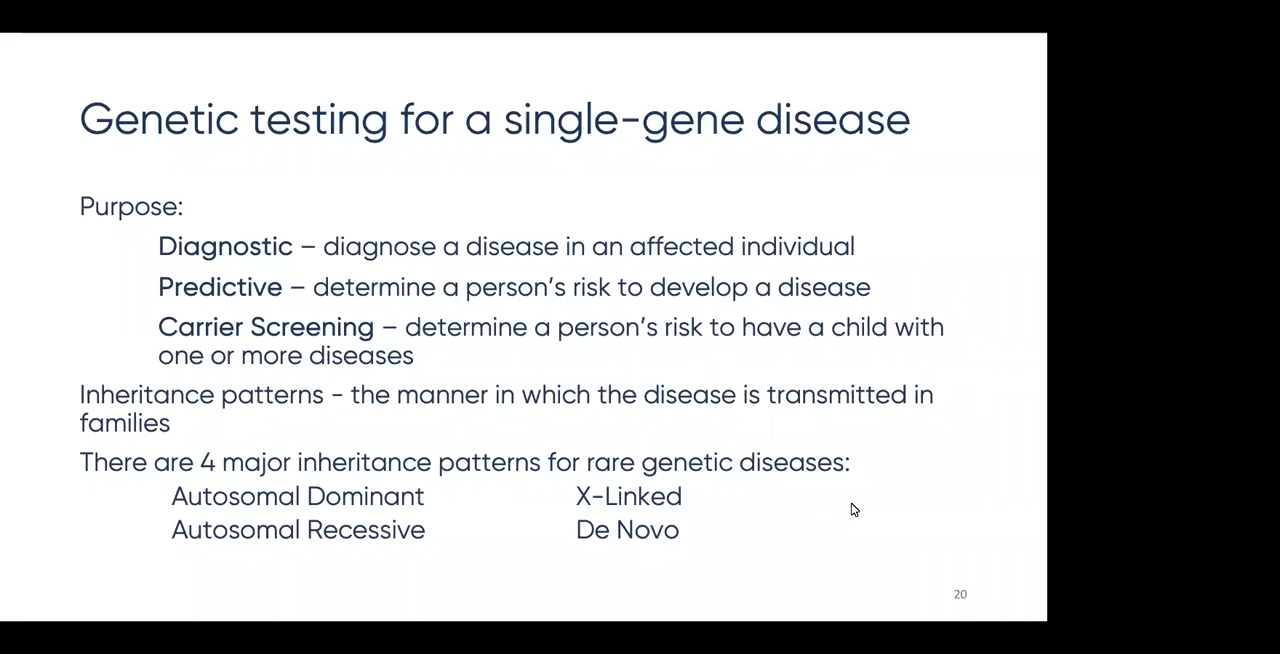 Genetic testing for a single-gene disease
Purpose:
Diagnostic – diagnose a disease in an affected individual
Predictive – determine a person’s risk to develop a disease
Carrier Screening – determine a person’s risk to have a child with
one or more diseases
Inheritance patterns - the manner in which the disease is transmitted in
families
There are 4 major inheritance patterns for rare genetic diseases:
Autosomal Dominant X-Linked
Autosomal Recessive De Novo
20